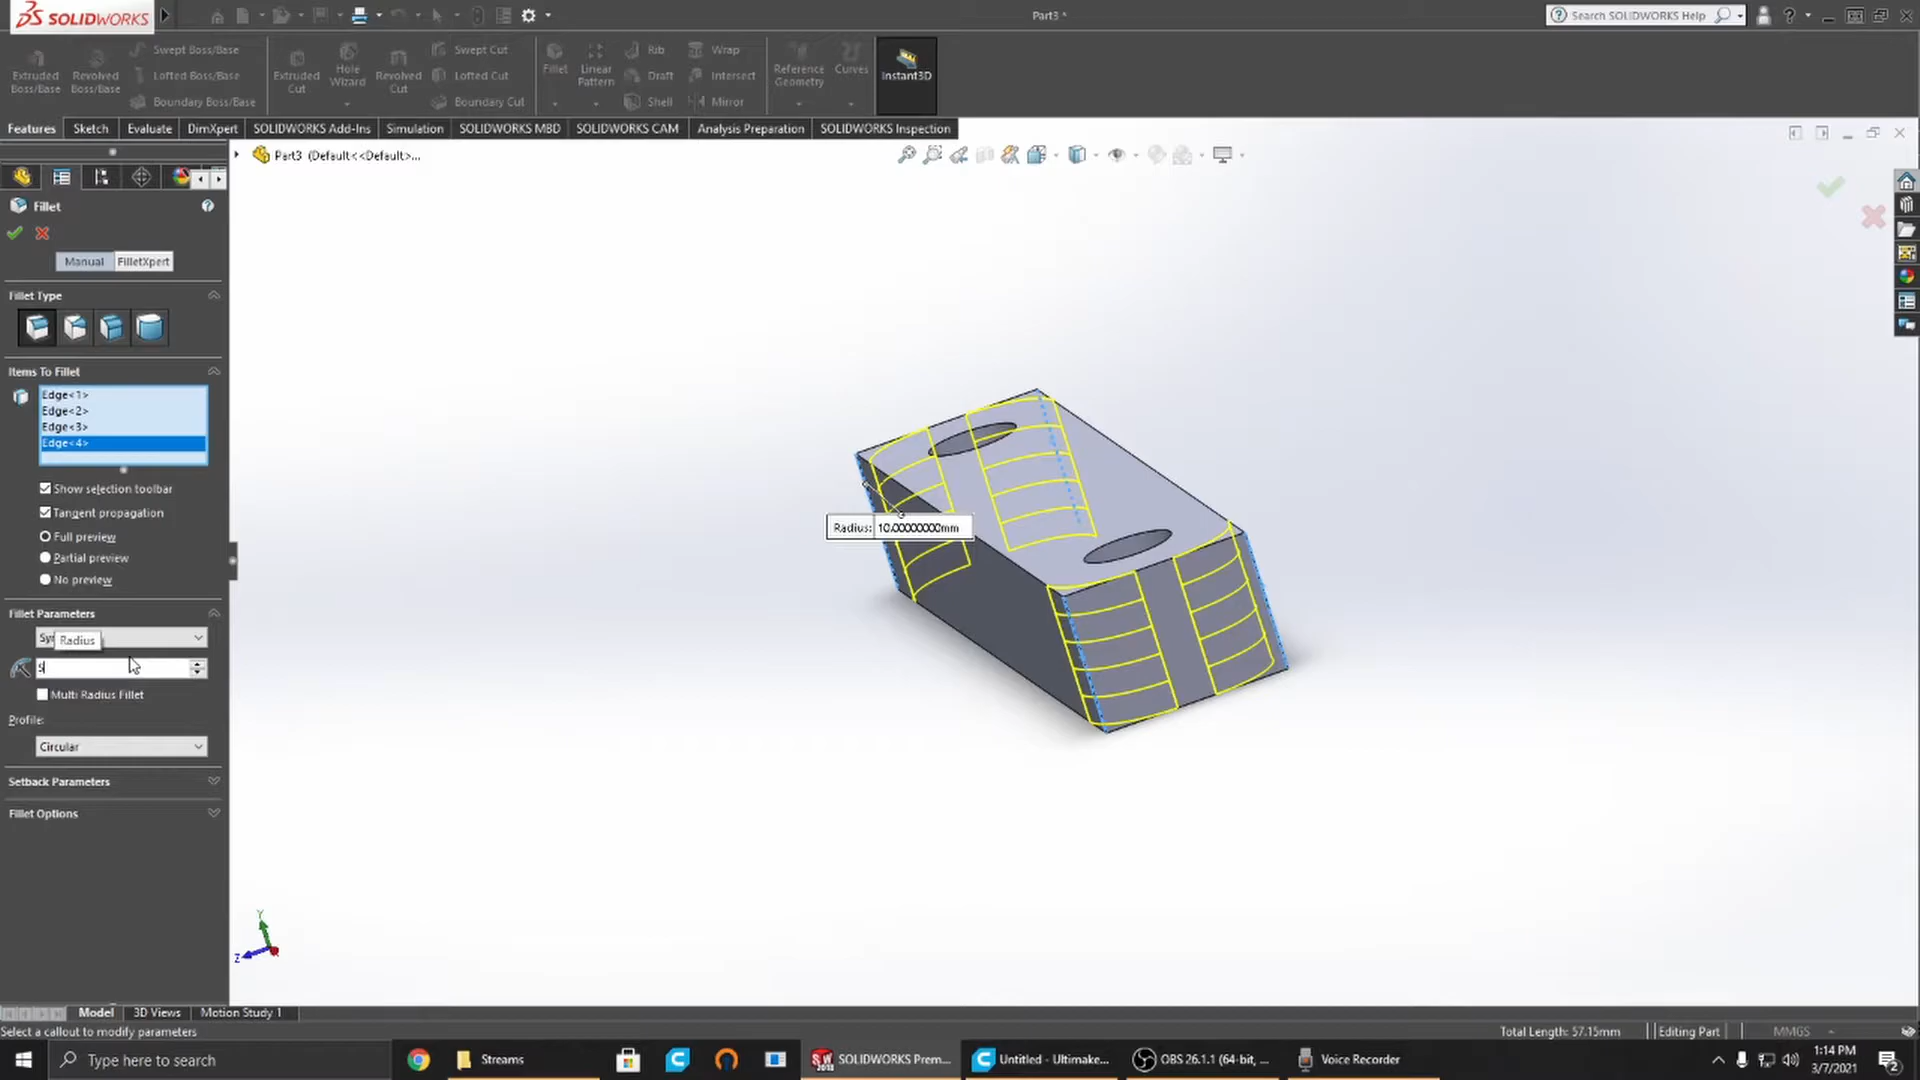 SOLIDWORKS
Part3 *
Search SOLIDWORKS Help
Extruded Boss/Base
Revolved Boss/Base
Swept Boss/Base
Lofted Boss/Base
Boundary Boss/Base
Extruded Cut
Hole Wizard
Revolved Cut
Swept Cut
Lofted Cut
Boundary Cut
Fillet
Linear Pattern
Rib
Draft
Shell
Wrap
Intersect
Mirror
Reference Geometry
Curves
Instant3D
Features
Sketch
Evaluate
DimXpert
SOLIDWORKS Add-Ins
Simulation
SOLIDWORKS MBD
SOLIDWORKS CAM
Analysis Preparation
SOLIDWORKS Inspection
Part3 (Default<<Default>...
Fillet
Manual
FilletXpert
Fillet Type
Items To Fillet
Edge<1>
Edge<2>
Edge<3>
Edge<4>
Show selection toolbar
Tangent propagation
Full preview
Partial preview
No preview
Radius: 10.00000000mm
Fillet Parameters
Radius
5
Multi Radius Fillet
Profile:
Circular
Setback Parameters
Fillet Options
Y
Z
Model
3D Views
Motion Study 1
Select a callout to modify parameters
Total Length: 57.15mm
Editing Part
MMGS
Type here to search
Streams
SOLIDWORKS Prem...
Untitled - Ultimake...
OBS 26.1.1 (64-bit, ...
Voice Recorder
1:14 PM
3/7/2021
2